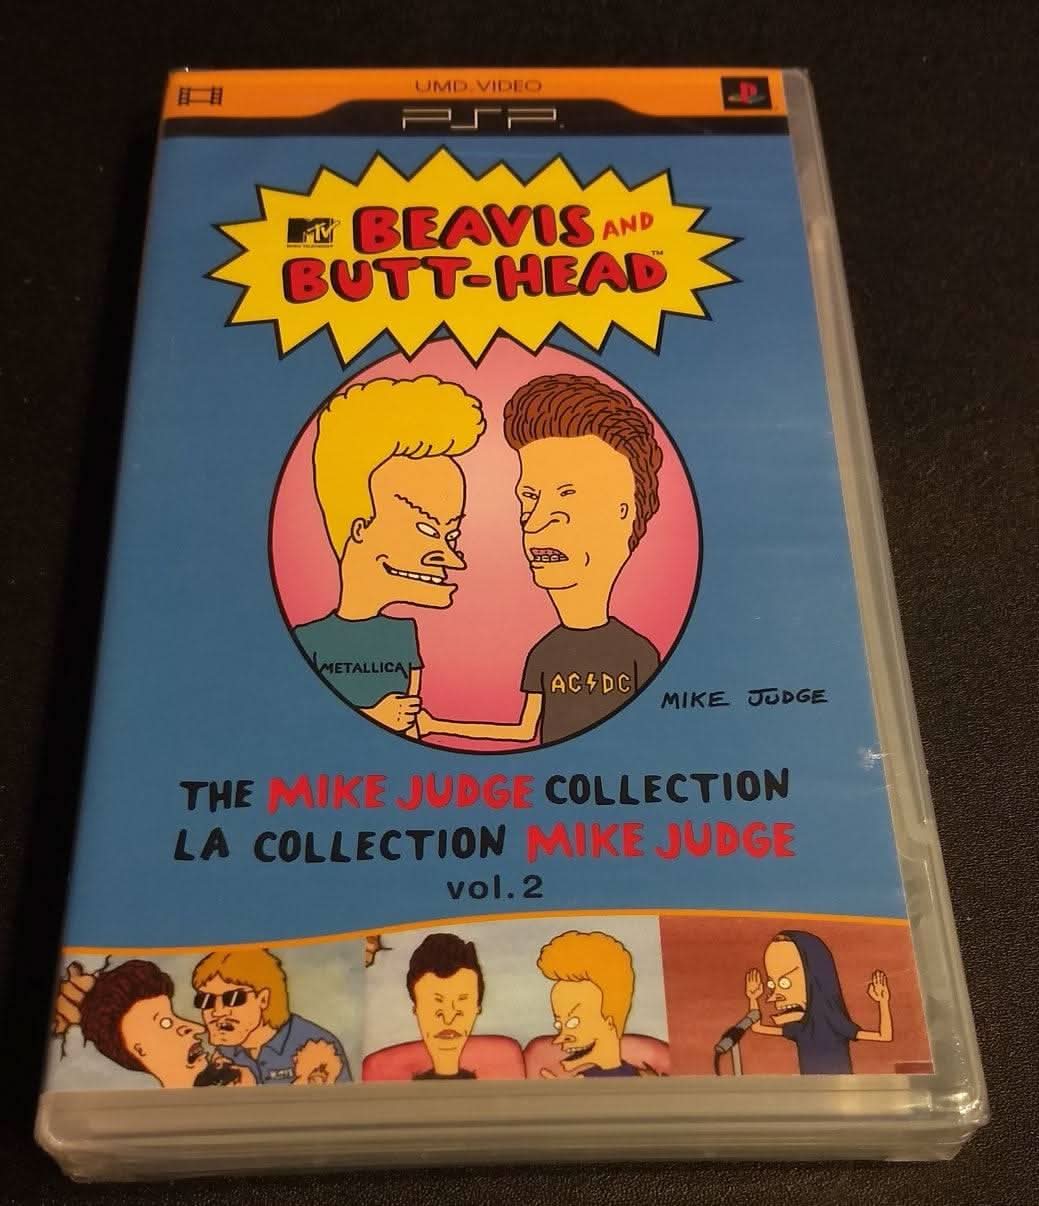 UMD.VIDEO
PSP.
MTV
BEAVIS AND
BUTT-HEAD™
METALLICA
AC⚡DC
MIKE JUDGE
THE MIKE JUDGE COLLECTION
LA COLLECTION MIKE JUDGE
vol.2